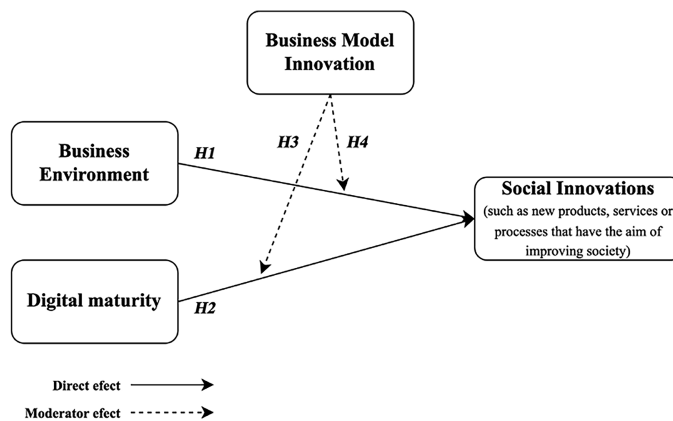 Business Model
Innovation
H3
H4
Business
Environment
H1
Social Innovations
(such as new products, services or
processes that have the aim of
improving society)
Digital maturity
H2
Direct efect
Moderator efect